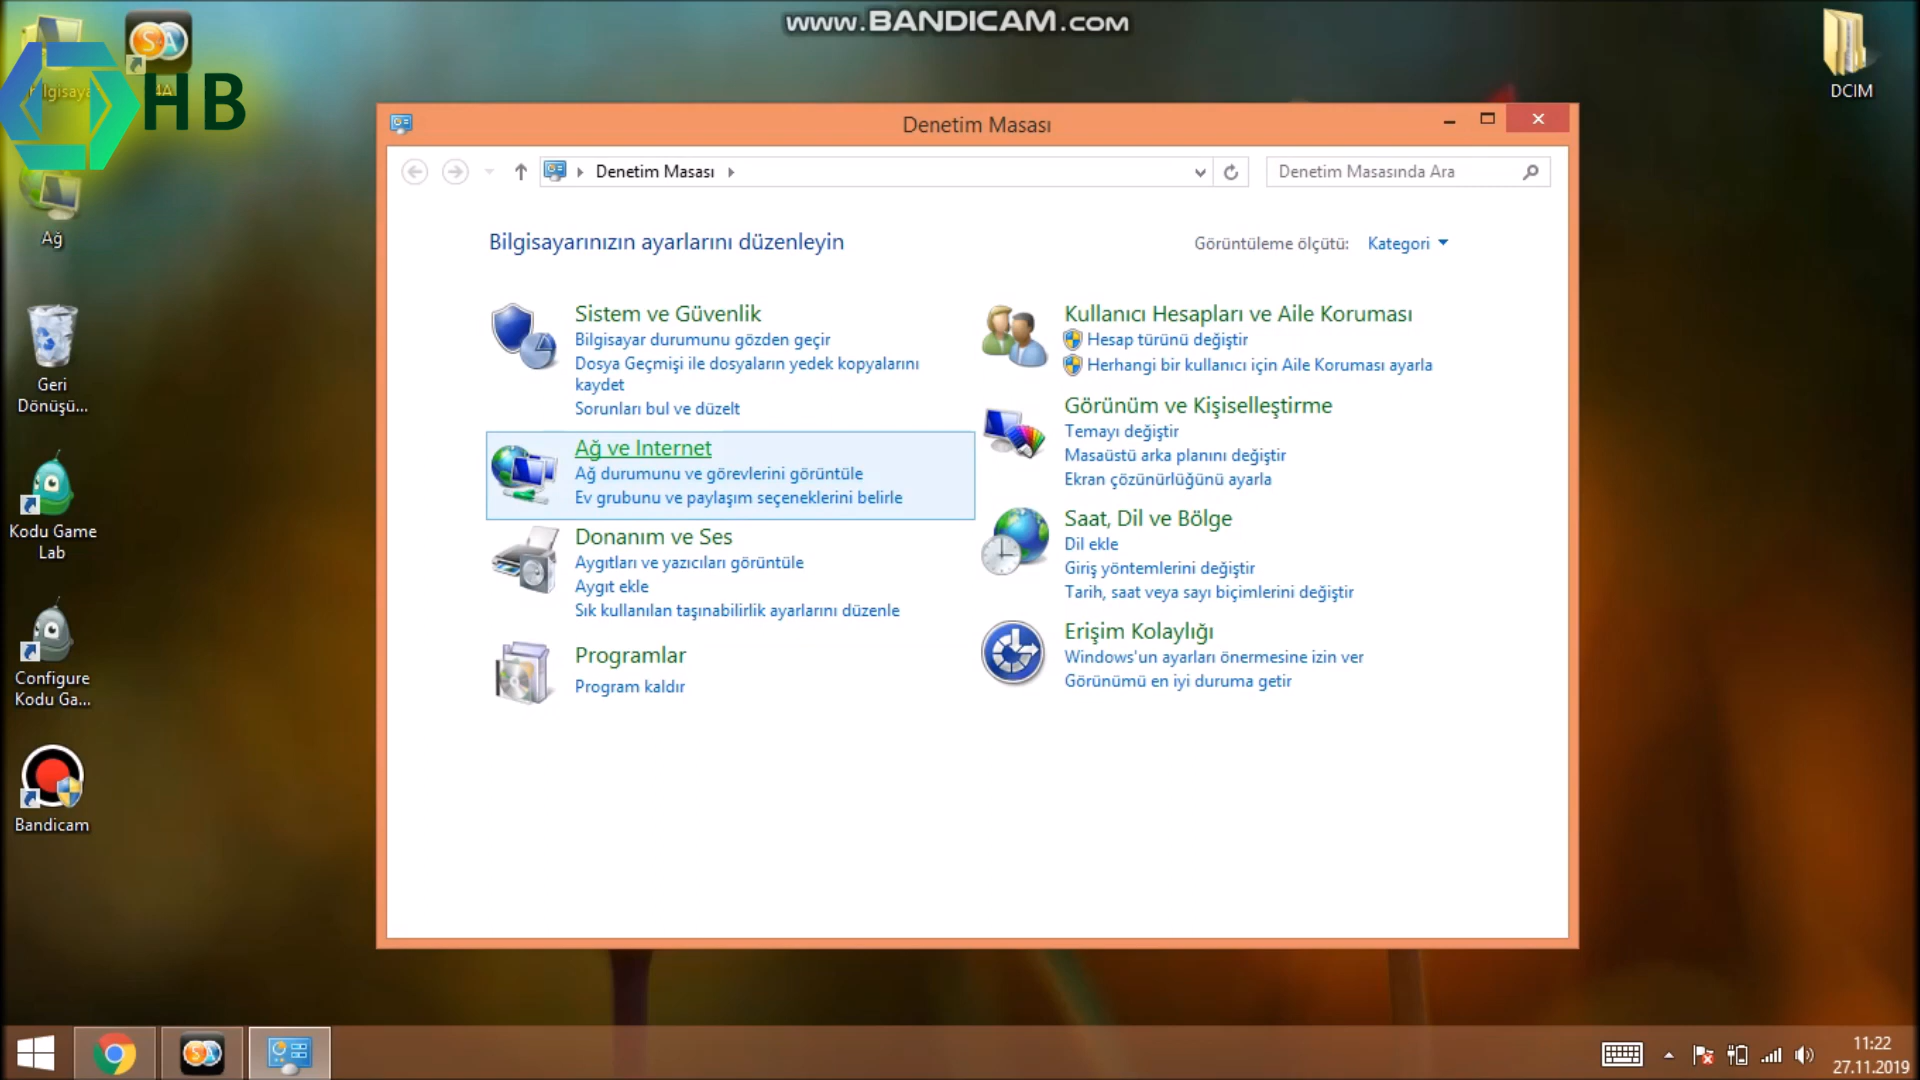 www.BANDICAM.com
HB
DCIM
Ağ
Geri
Dönüşü...
Kodu Game
Lab
Configure
Kodu Ga...
Bandicam
Denetim Masası
Denetim Masası
Denetim Masasında Ara
Bilgisayarınızın ayarlarını düzenleyin
Görüntüleme ölçütü: Kategori
Sistem ve Güvenlik
Bilgisayar durumunu gözden geçir
Dosya Geçmişi ile dosyaların yedek kopyalarını
kaydet
Sorunları bul ve düzelt
Ağ ve Internet
Ağ durumunu ve görevlerini görüntüle
Ev grubunu ve paylaşım seçeneklerini belirle
Donanım ve Ses
Aygıtları ve yazıcıları görüntüle
Aygıt ekle
Sık kullanılan taşınabilirlik ayarlarını düzenle
Programlar
Program kaldır
Kullanıcı Hesapları ve Aile Koruması
Hesap türünü değiştir
Herhangi bir kullanıcı için Aile Koruması ayarla
Görünüm ve Kişiselleştirme
Temayı değiştir
Masaüstü arka planını değiştir
Ekran çözünürlüğünü ayarla
Saat, Dil ve Bölge
Dil ekle
Giriş yöntemlerini değiştir
Tarih, saat veya sayı biçimlerini değiştir
Erişim Kolaylığı
Windows'un ayarları önermesine izin ver
Görünümü en iyi duruma getir
11:22
27.11.2019